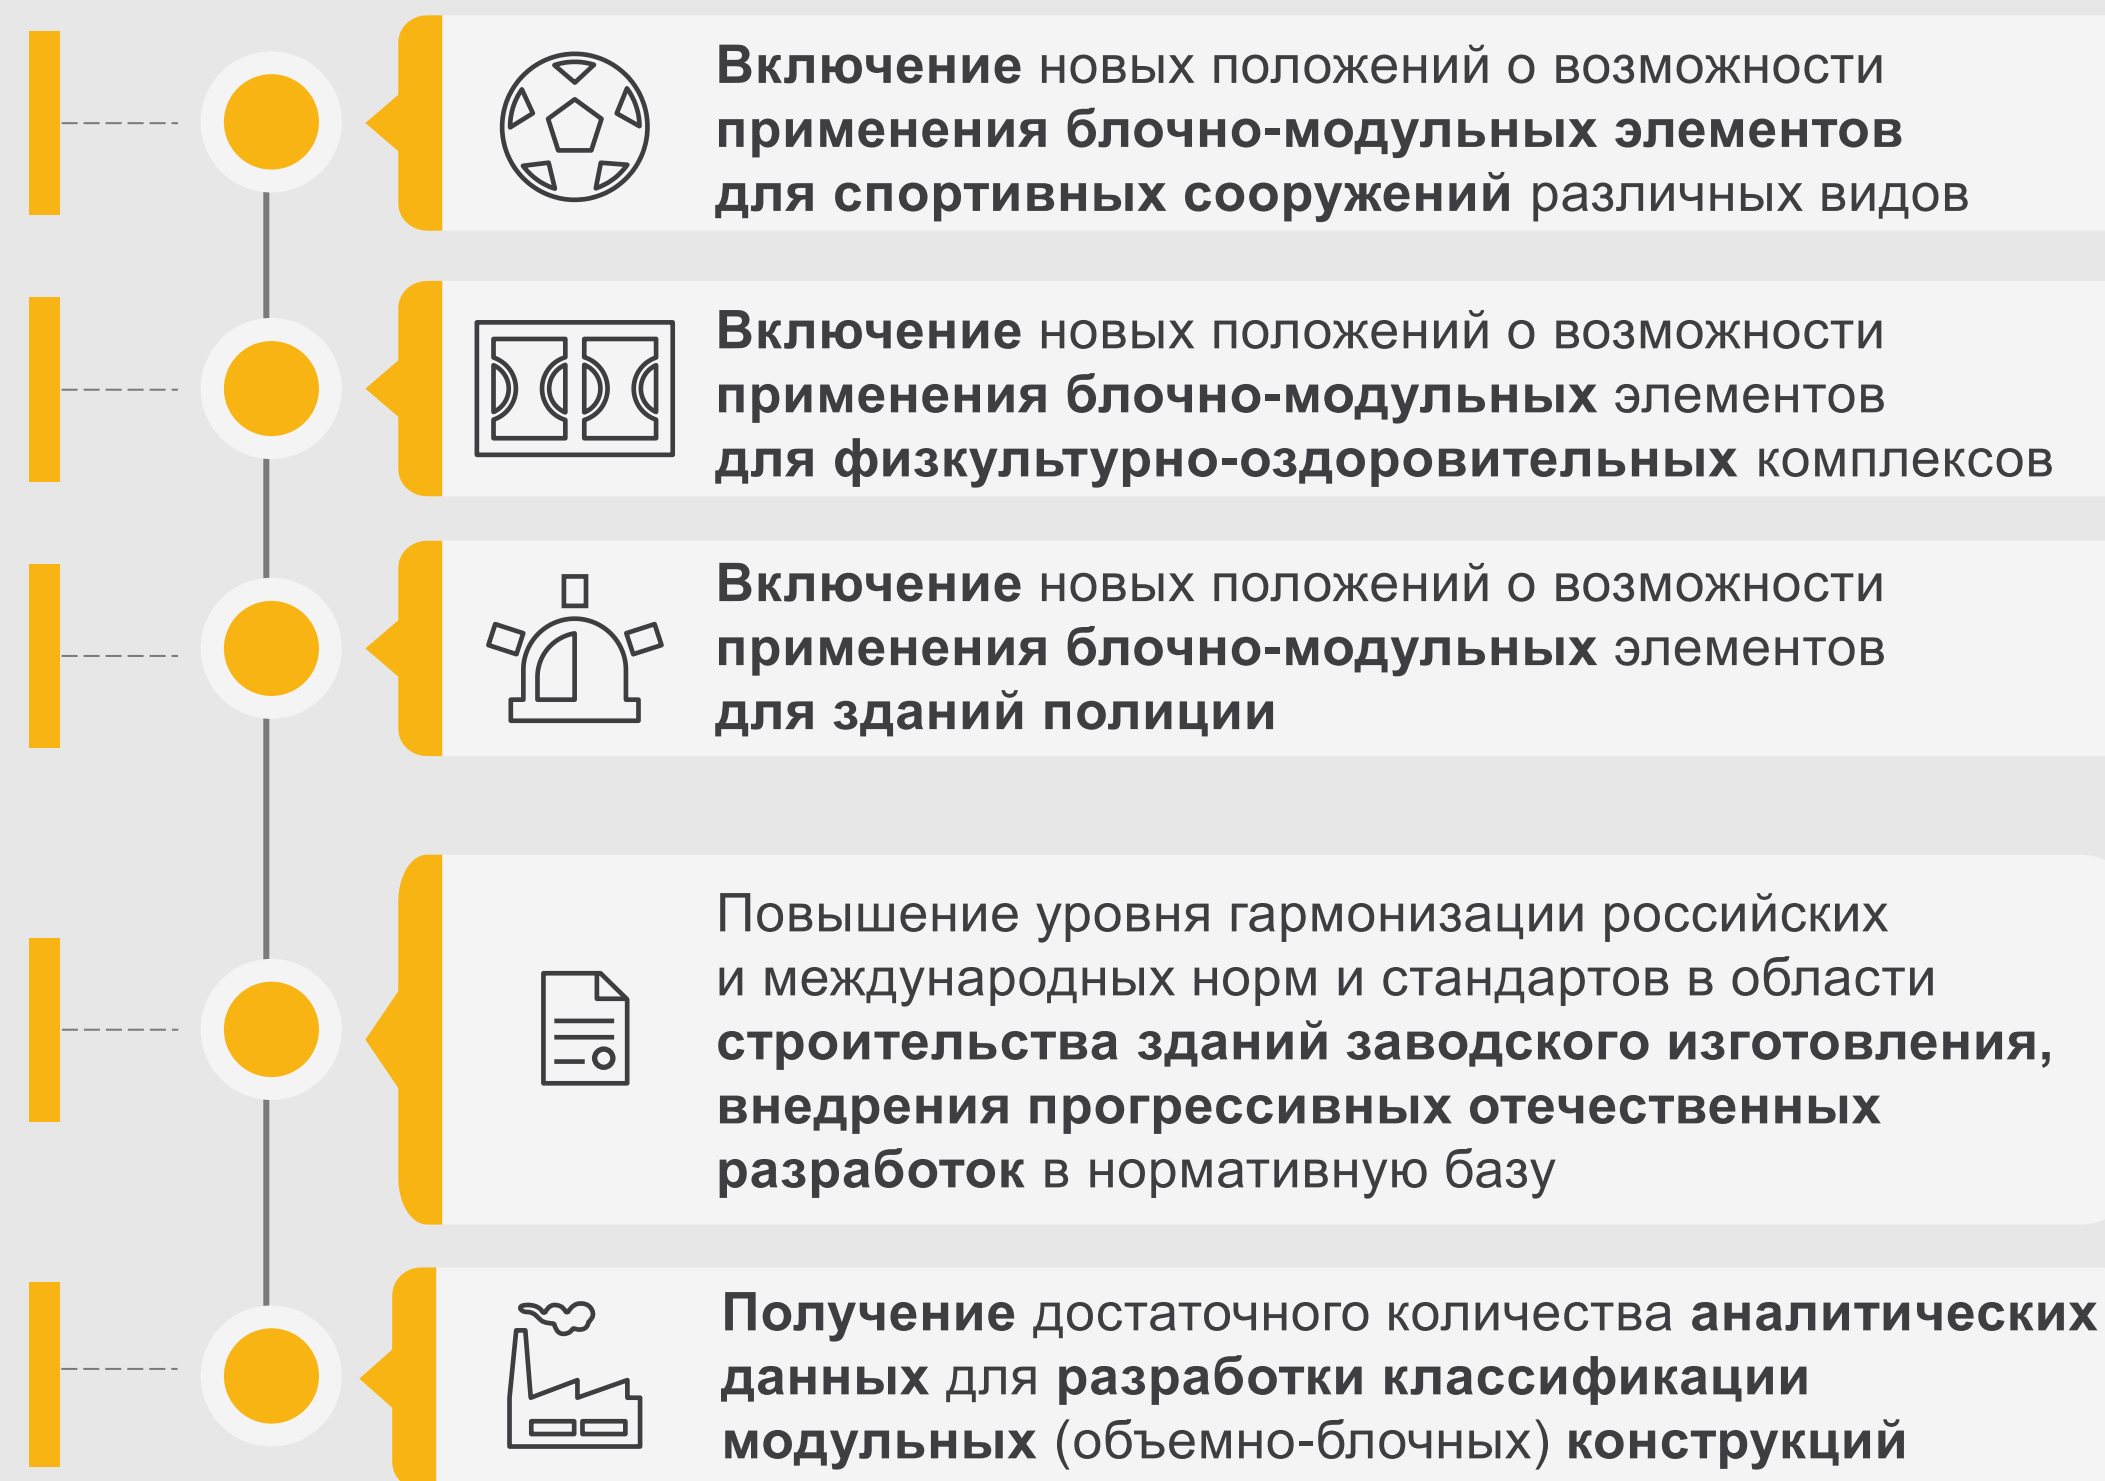 Включение новых положений о возможности
применения блочно-модульных элементов
для спортивных сооружений различных видов
Включение новых положений о возможности
применения блочно-модульных элементов
для физкультурно-оздоровительных комплексов
Включение новых положений о возможности
применения блочно-модульных элементов
для зданий полиции
Повышение уровня гармонизации российских
и международных норм и стандартов в области
строительства зданий заводского изготовления,
внедрения прогрессивных отечественных
разработок в нормативную базу
Получение достаточного количества аналитических
данных для разработки классификации
модульных (объемно-блочных) конструкций